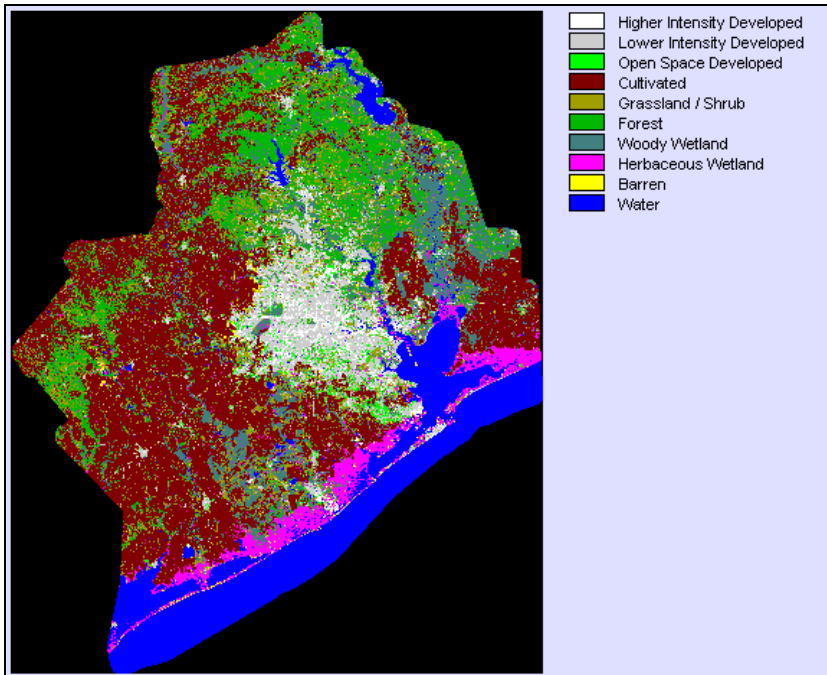 Higher Intensity Developed
Lower Intensity Developed
Open Space Developed
Cultivated
Grassland / Shrub
Forest
Woody Wetland
Herbaceous Wetland
Barren
Water